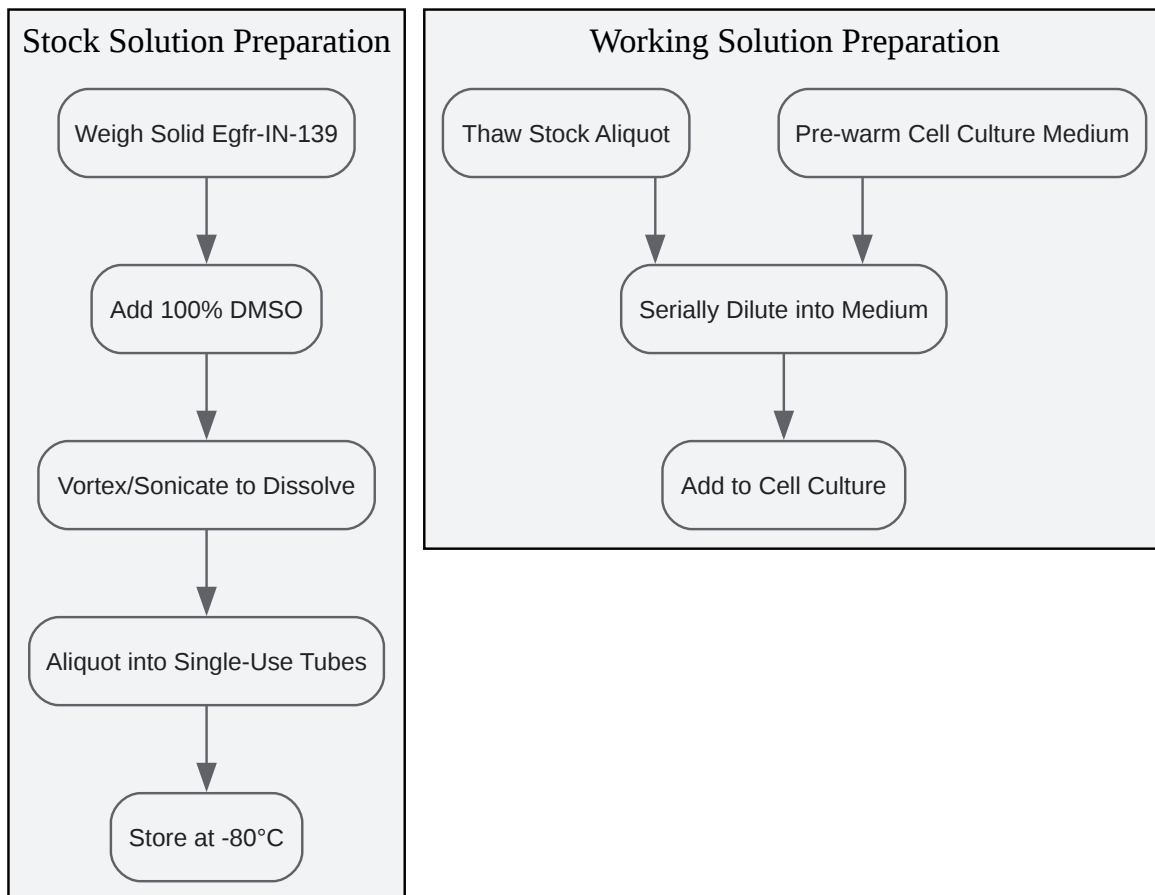 Stock Solution Preparation
Weigh Solid Egfr-IN-139
Add 100% DMSO
Vortex/Sonicate to Dissolve
Aliquot into Single-Use Tubes
Store at -80°C
Working Solution Preparation
Thaw Stock Aliquot
Pre-warm Cell Culture Medium
Serially Dilute into Medium
Add to Cell Culture